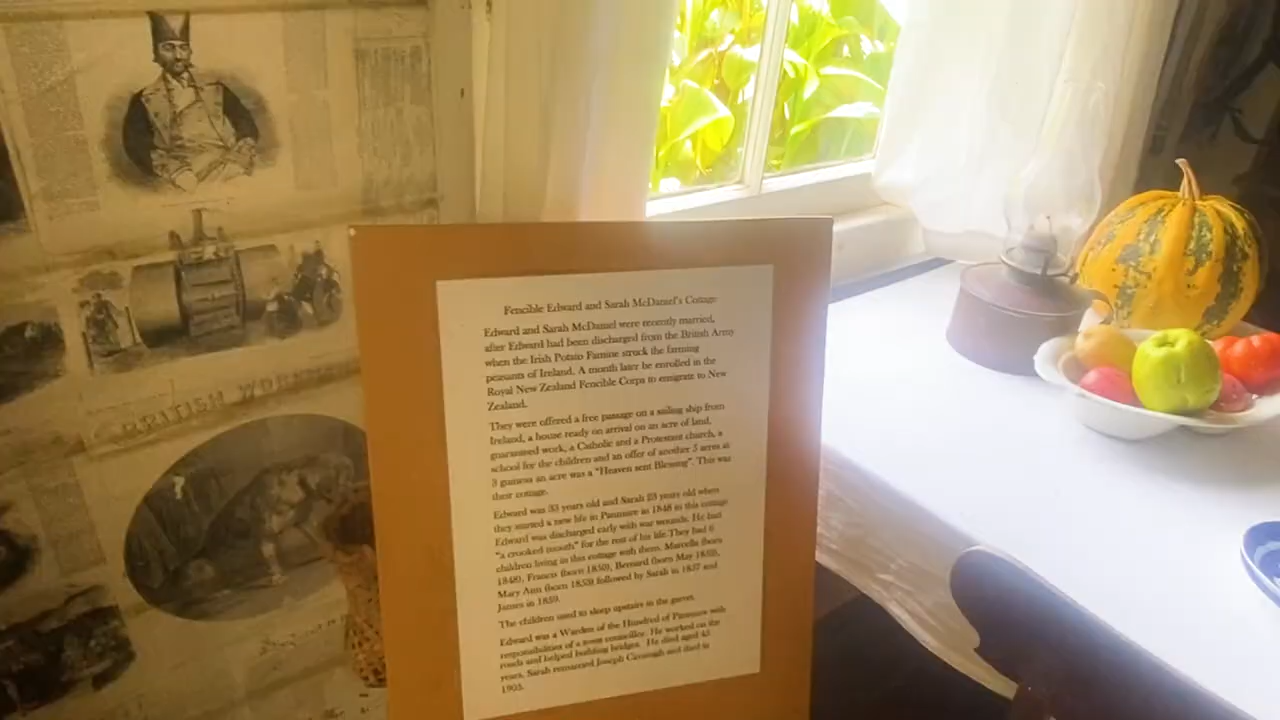 BRITISH
Fencible Edward and Sarah McDaniel's Cottage
Edward and Sarah McDaniel were recently married,
after Edward had been discharged from the British Army
when the Irish Potato Famine struck the farming
peasants of Ireland. A month later he enrolled in the
Royal New Zealand Fencible Corps to emigrate to New
Zealand.
They were offered a free passage on a sailing ship from
Ireland, a house ready on arrival on an acre of land,
guaranteed work, a Catholic and a Protestant church, a
school for the children and an offer of another 5 acres at
3 guineas an acre was a "Heaven sent Blessing". This was
their cottage.
Edward was 33 years old and Sarah 23 years old when
they started a new life in Panmure in 1848 in this cottage
Edward was discharged early with war wounds. He had
"a crooked mouth" for the rest of his life. They had 6
children living in this cottage with them. Marcella (born
1848), Francis (born 1850), Bernard (born May 1853),
Mary Ann (born 1855) followed by Sarah in 1857 and
James in 1859.
The children used to sleep upstairs in the garret.
Edward was a Warden of the Hundred of Panmure with
responsibilities of a town councillor. He worked on the
roads and helped building bridges. He died aged 45
years. Sarah remarried Joseph Cavanagh and died in
1903.